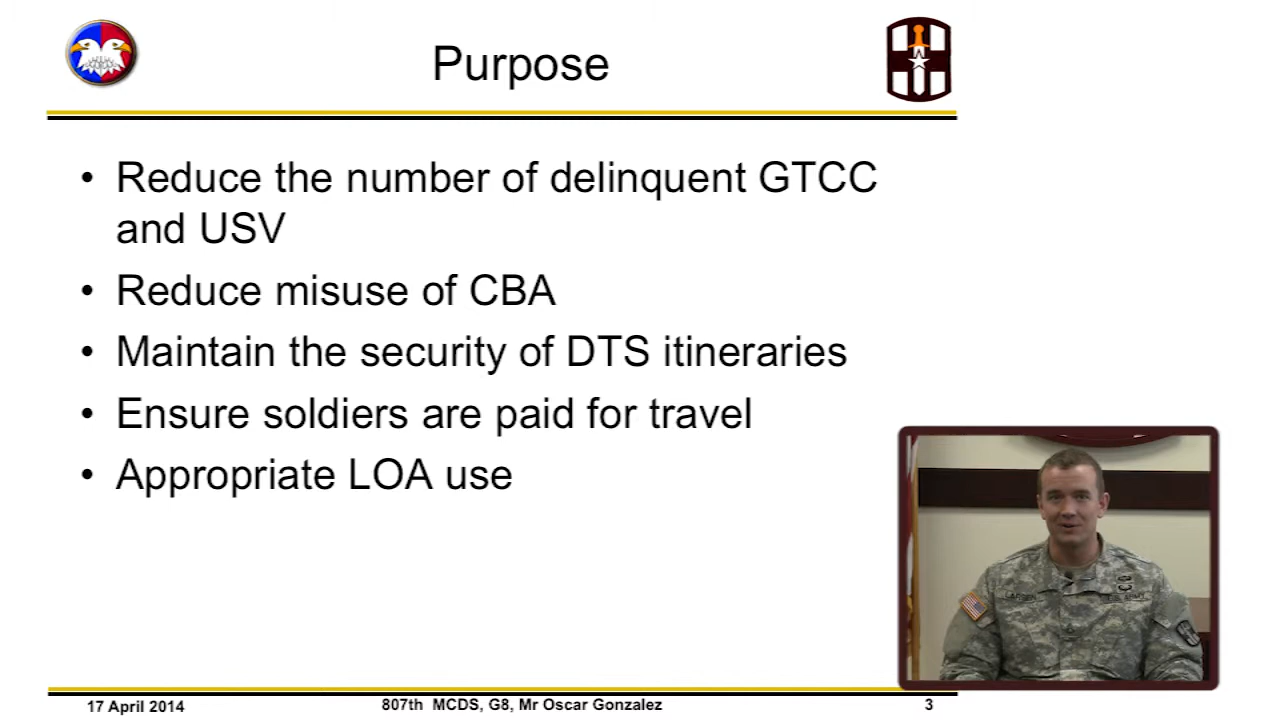 Purpose
• Reduce the number of delinquent GTCC
and USV
• Reduce misuse of CBA
• Maintain the security of DTS itineraries
• Ensure soldiers are paid for travel
• Appropriate LOA use
U.S. ARMY
17 April 2014
807th MCDS, G8, Mr Oscar Gonzalez
3